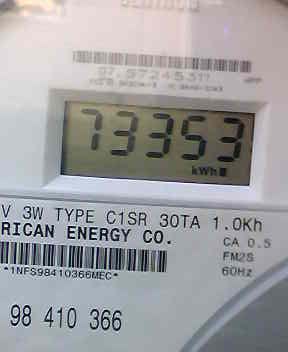 73353
kWh
V 3W TYPE C1SR 30TA 1.0Kh
RICAN ENERGY CO.
CA 0.5
FM2S
60Hz
*1NFS98410366MEC*
98 410 366